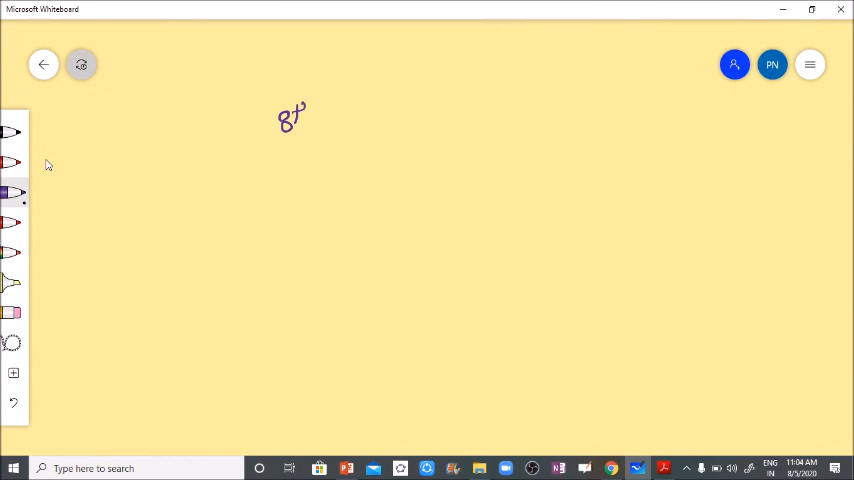 Microsoft Whiteboard
PN
Type here to search
ENG
IN
11:04 AM
8/5/2020